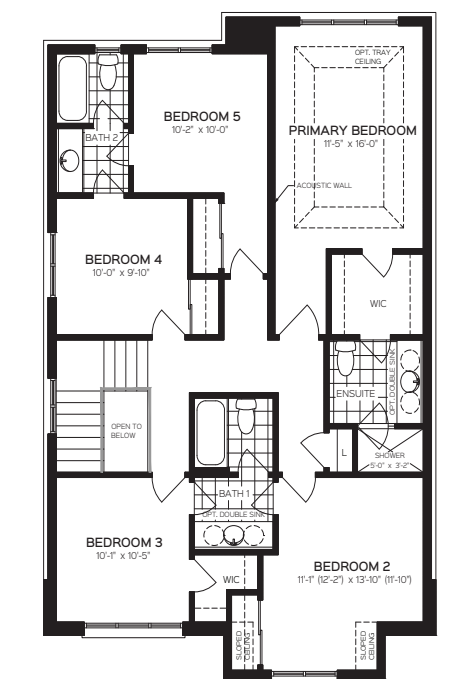 OPT. TRAY
CEILING
BEDROOM 5
10'-2" x 10'-0"
PRIMARY BEDROOM
11'-5" x 16'-0"
BATH 2
ACOUSTIC WALL
BEDROOM 4
10'-0" x 9'-10"
WIC
ENSUITE
OPT. DOUBLE SINK
OPEN TO
BELOW
L
SHOWER
5'-0" x 3'-2"
BATH 1
OPT. DOUBLE SINK
BEDROOM 3
10'-1" x 10'-5"
WIC
BEDROOM 2
11'-1" (12'-2") x 13'-10" (11'-10")
SLOPED
CEILING
SLOPED
CEILING